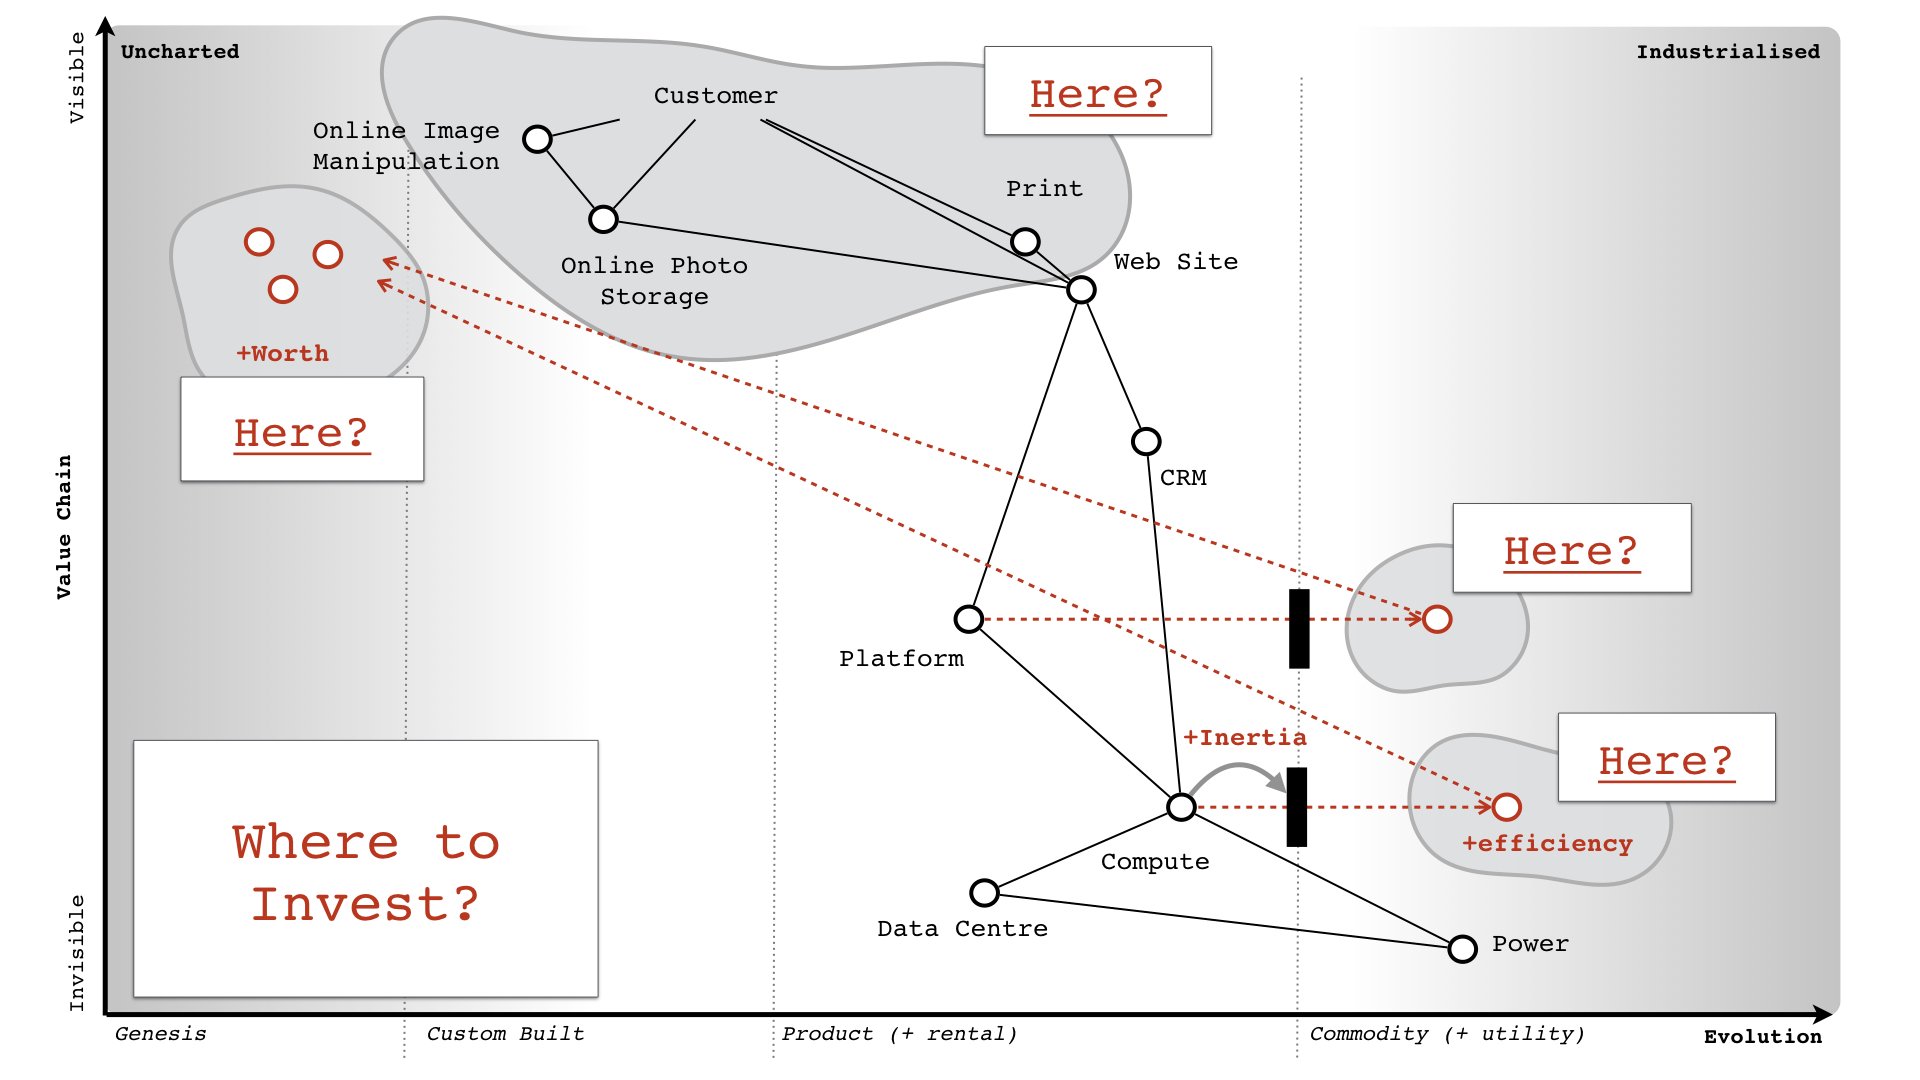 Visible
Uncharted
Industrialised
Customer
Here?
Online Image
Manipulation
Print
Web Site
Online Photo
Storage
+Worth
Here?
CRM
Value Chain
Here?
Platform
+Inertia
Here?
Where to
Invest?
+efficiency
Compute
Data Centre
Power
Invisible
Genesis
Custom Built
Product (+ rental)
Commodity (+ utility)
Evolution